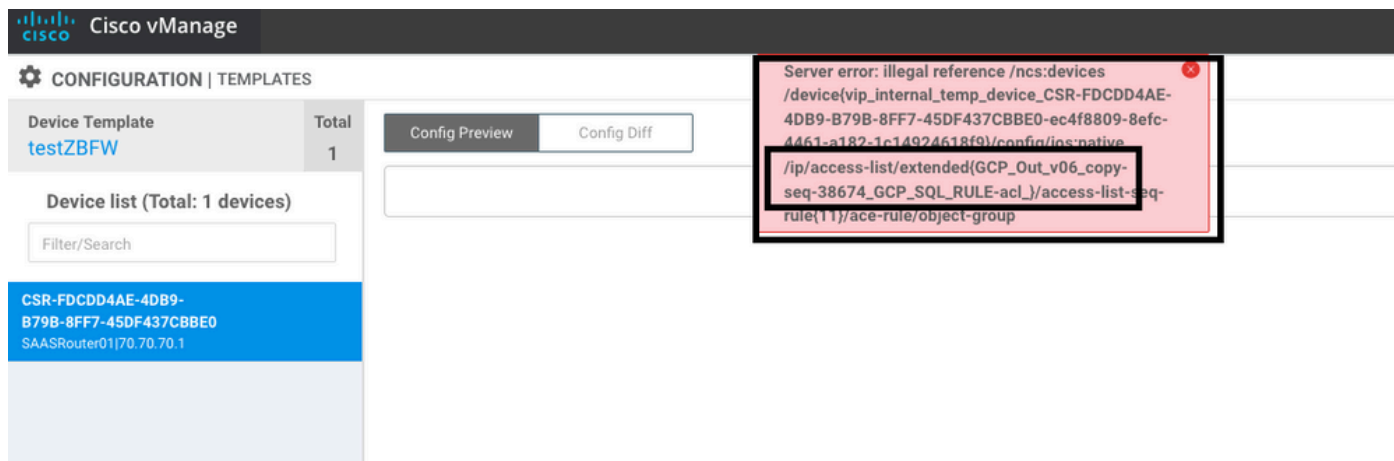 cisco
Cisco vManage
CONFIGURATION | TEMPLATES
Device Template
testZBFW
Total
1
Device list (Total: 1 devices)
Filter/Search
CSR-FDCDD4AE-4DB9-
B79B-8FF7-45DF437CBBE0
SAASRouter01|70.70.70.1
Config Preview
Config Diff
Server error: illegal reference /ncs:devices
/device{vip_internal_temp_device_CSR-FDCDD4AE-
4DB9-B79B-8FF7-45DF437CBBE0-ec4f8809-8efc-
4461-a182-1c14924618f9}/config/ios:native
/ip/access-list/extended{GCP_Out_v06_copy-
seq-38674_GCP_SQL_RULE-acl_}/access-list-seq-
rule{11}/ace-rule/object-group